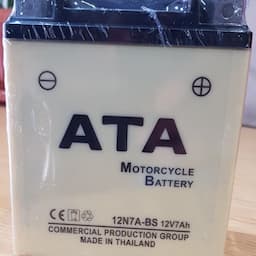 ATA
MOTORCYCLE
BATTERY
CE 12N7A-BS 12V7Ah
COMMERCIAL PRODUCTION GROUP
MADE IN THAILAND